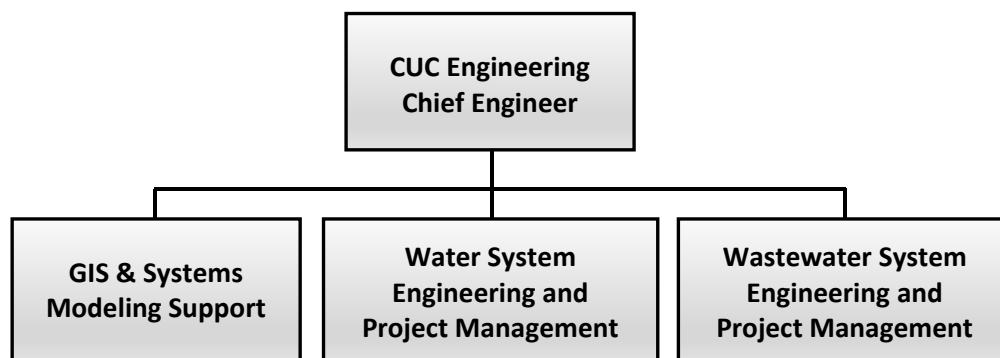 CUC Engineering
Chief Engineer
GIS & Systems
Modeling Support
Water System
Engineering and
Project Management
Wastewater System
Engineering and
Project Management